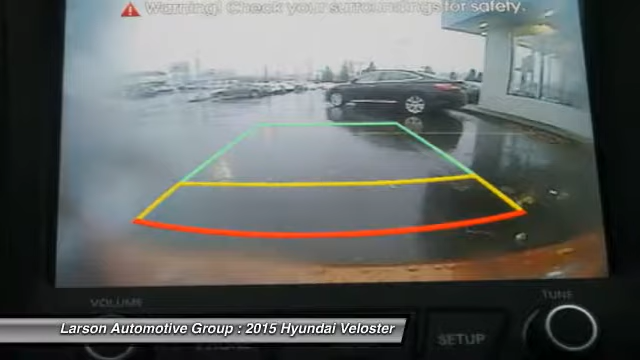 Warning! Check your surroundings for safety.
VOLUME
TUNE
Larson Automotive Group : 2015 Hyundai Veloster
SETUP